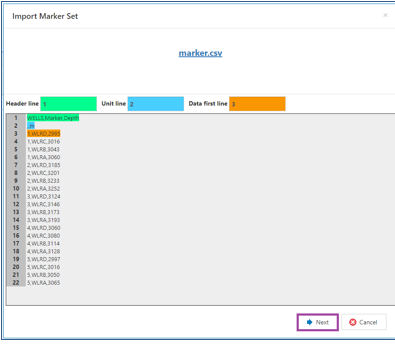 Import Marker Set
×
marker.csv
Header line 1 Unit line 2 Data first line 3
1 WELLS,Marker,Depth
2 ,,m
3 1,WLRD,2995
4 1,WLRC,3016
5 1,WLRB,3043
6 1,WLRA,3060
7 2,WLRD,3185
8 2,WLRC,3201
9 2,WLRB,3233
10 2,WLRA,3252
11 3,WLRD,3124
12 3,WLRC,3146
13 3,WLRB,3173
14 3,WLRA,3193
15 4,WLRD,3060
16 4,WLRC,3080
17 4,WLRB,3114
18 4,WLRA,3128
19 5,WLRD,2997
20 5,WLRC,3016
21 5,WLRB,3050
22 5,WLRA,3065
Next Cancel